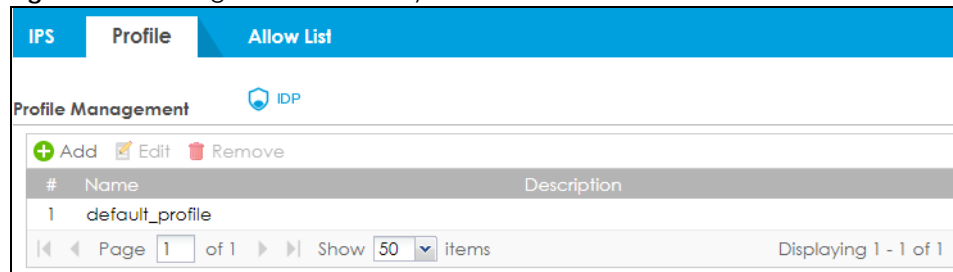 IPS Profile Allow List
Profile Management IDP
Add Edit Remove
# Name Description
1 default_profile
Page 1 of 1 Show 50 items Displaying 1 - 1 of 1